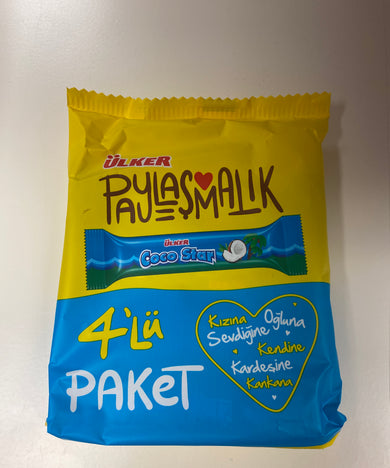 ÜLKER
PAYLAŞMALIK
ÜLKER
Coco Star
4'LÜ
PAKET
Kızına Oğluna
Sevdiğine
Kendine
Kardeşine
Kankana